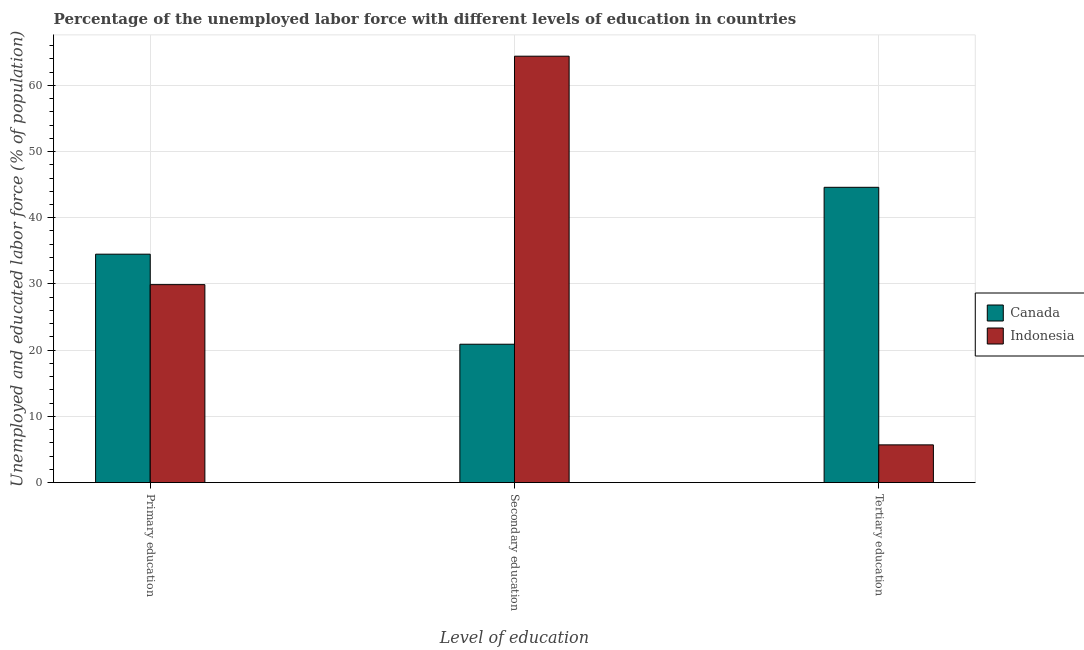 Percentage of the unemployed labor force with different levels of education in countries
Unemployed and educated labor force (% of population)
60
50
40
30
20
10
0
Primary education
Secondary education
Tertiary education
Level of education
Canada
Indonesia